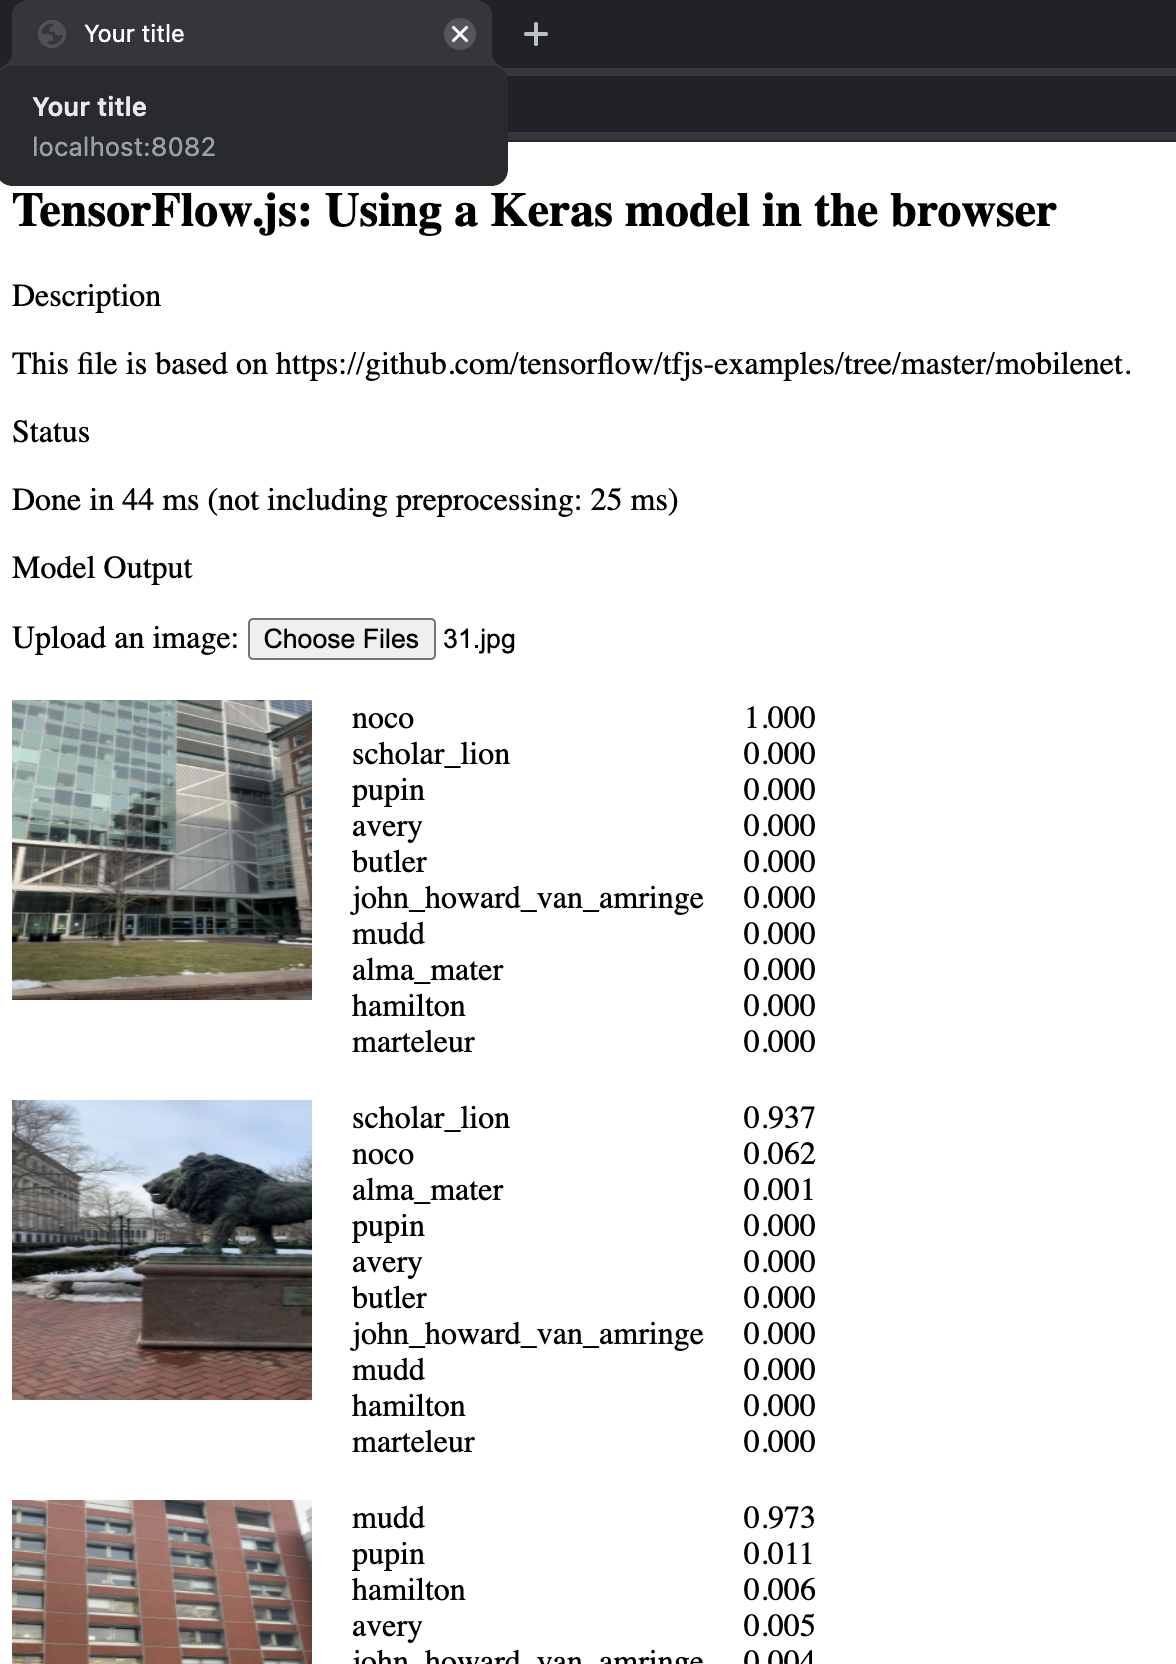 Your title
Your title
localhost:8082
TensorFlow.js: Using a Keras model in the browser
Description
This file is based on https://github.com/tensorflow/tfjs-examples/tree/master/mobilenet.
Status
Done in 44 ms (not including preprocessing: 25 ms)
Model Output
Upload an image: Choose Files 31.jpg
noco 1.000
scholar_lion 0.000
pupin 0.000
avery 0.000
butler 0.000
john_howard_van_amringe 0.000
mudd 0.000
alma_mater 0.000
hamilton 0.000
marteleur 0.000
scholar_lion 0.937
noco 0.062
alma_mater 0.001
pupin 0.000
avery 0.000
butler 0.000
john_howard_van_amringe 0.000
mudd 0.000
hamilton 0.000
marteleur 0.000
mudd 0.973
pupin 0.011
hamilton 0.006
avery 0.005
john_howard_van_amringe 0.004